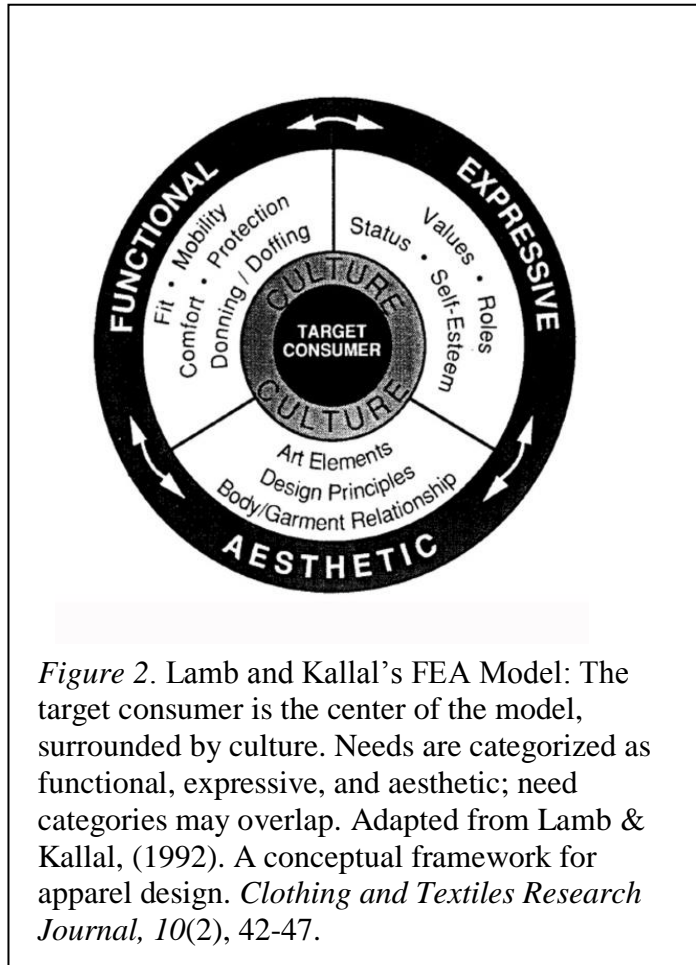 FUNCTIONAL
Fit • Mobility
Comfort • Protection
Donning / Doffing
EXPRESSIVE
Values • Roles
Status • Self-Esteem
CULTURE
TARGET
CONSUMER
CULTURE
Art Elements
Design Principles
Body/Garment Relationship
AESTHETIC
Figure 2. Lamb and Kallal’s FEA Model: The
target consumer is the center of the model,
surrounded by culture. Needs are categorized as
functional, expressive, and aesthetic; need
categories may overlap. Adapted from Lamb &
Kallal, (1992). A conceptual framework for
apparel design. Clothing and Textiles Research
Journal, 10(2), 42-47.